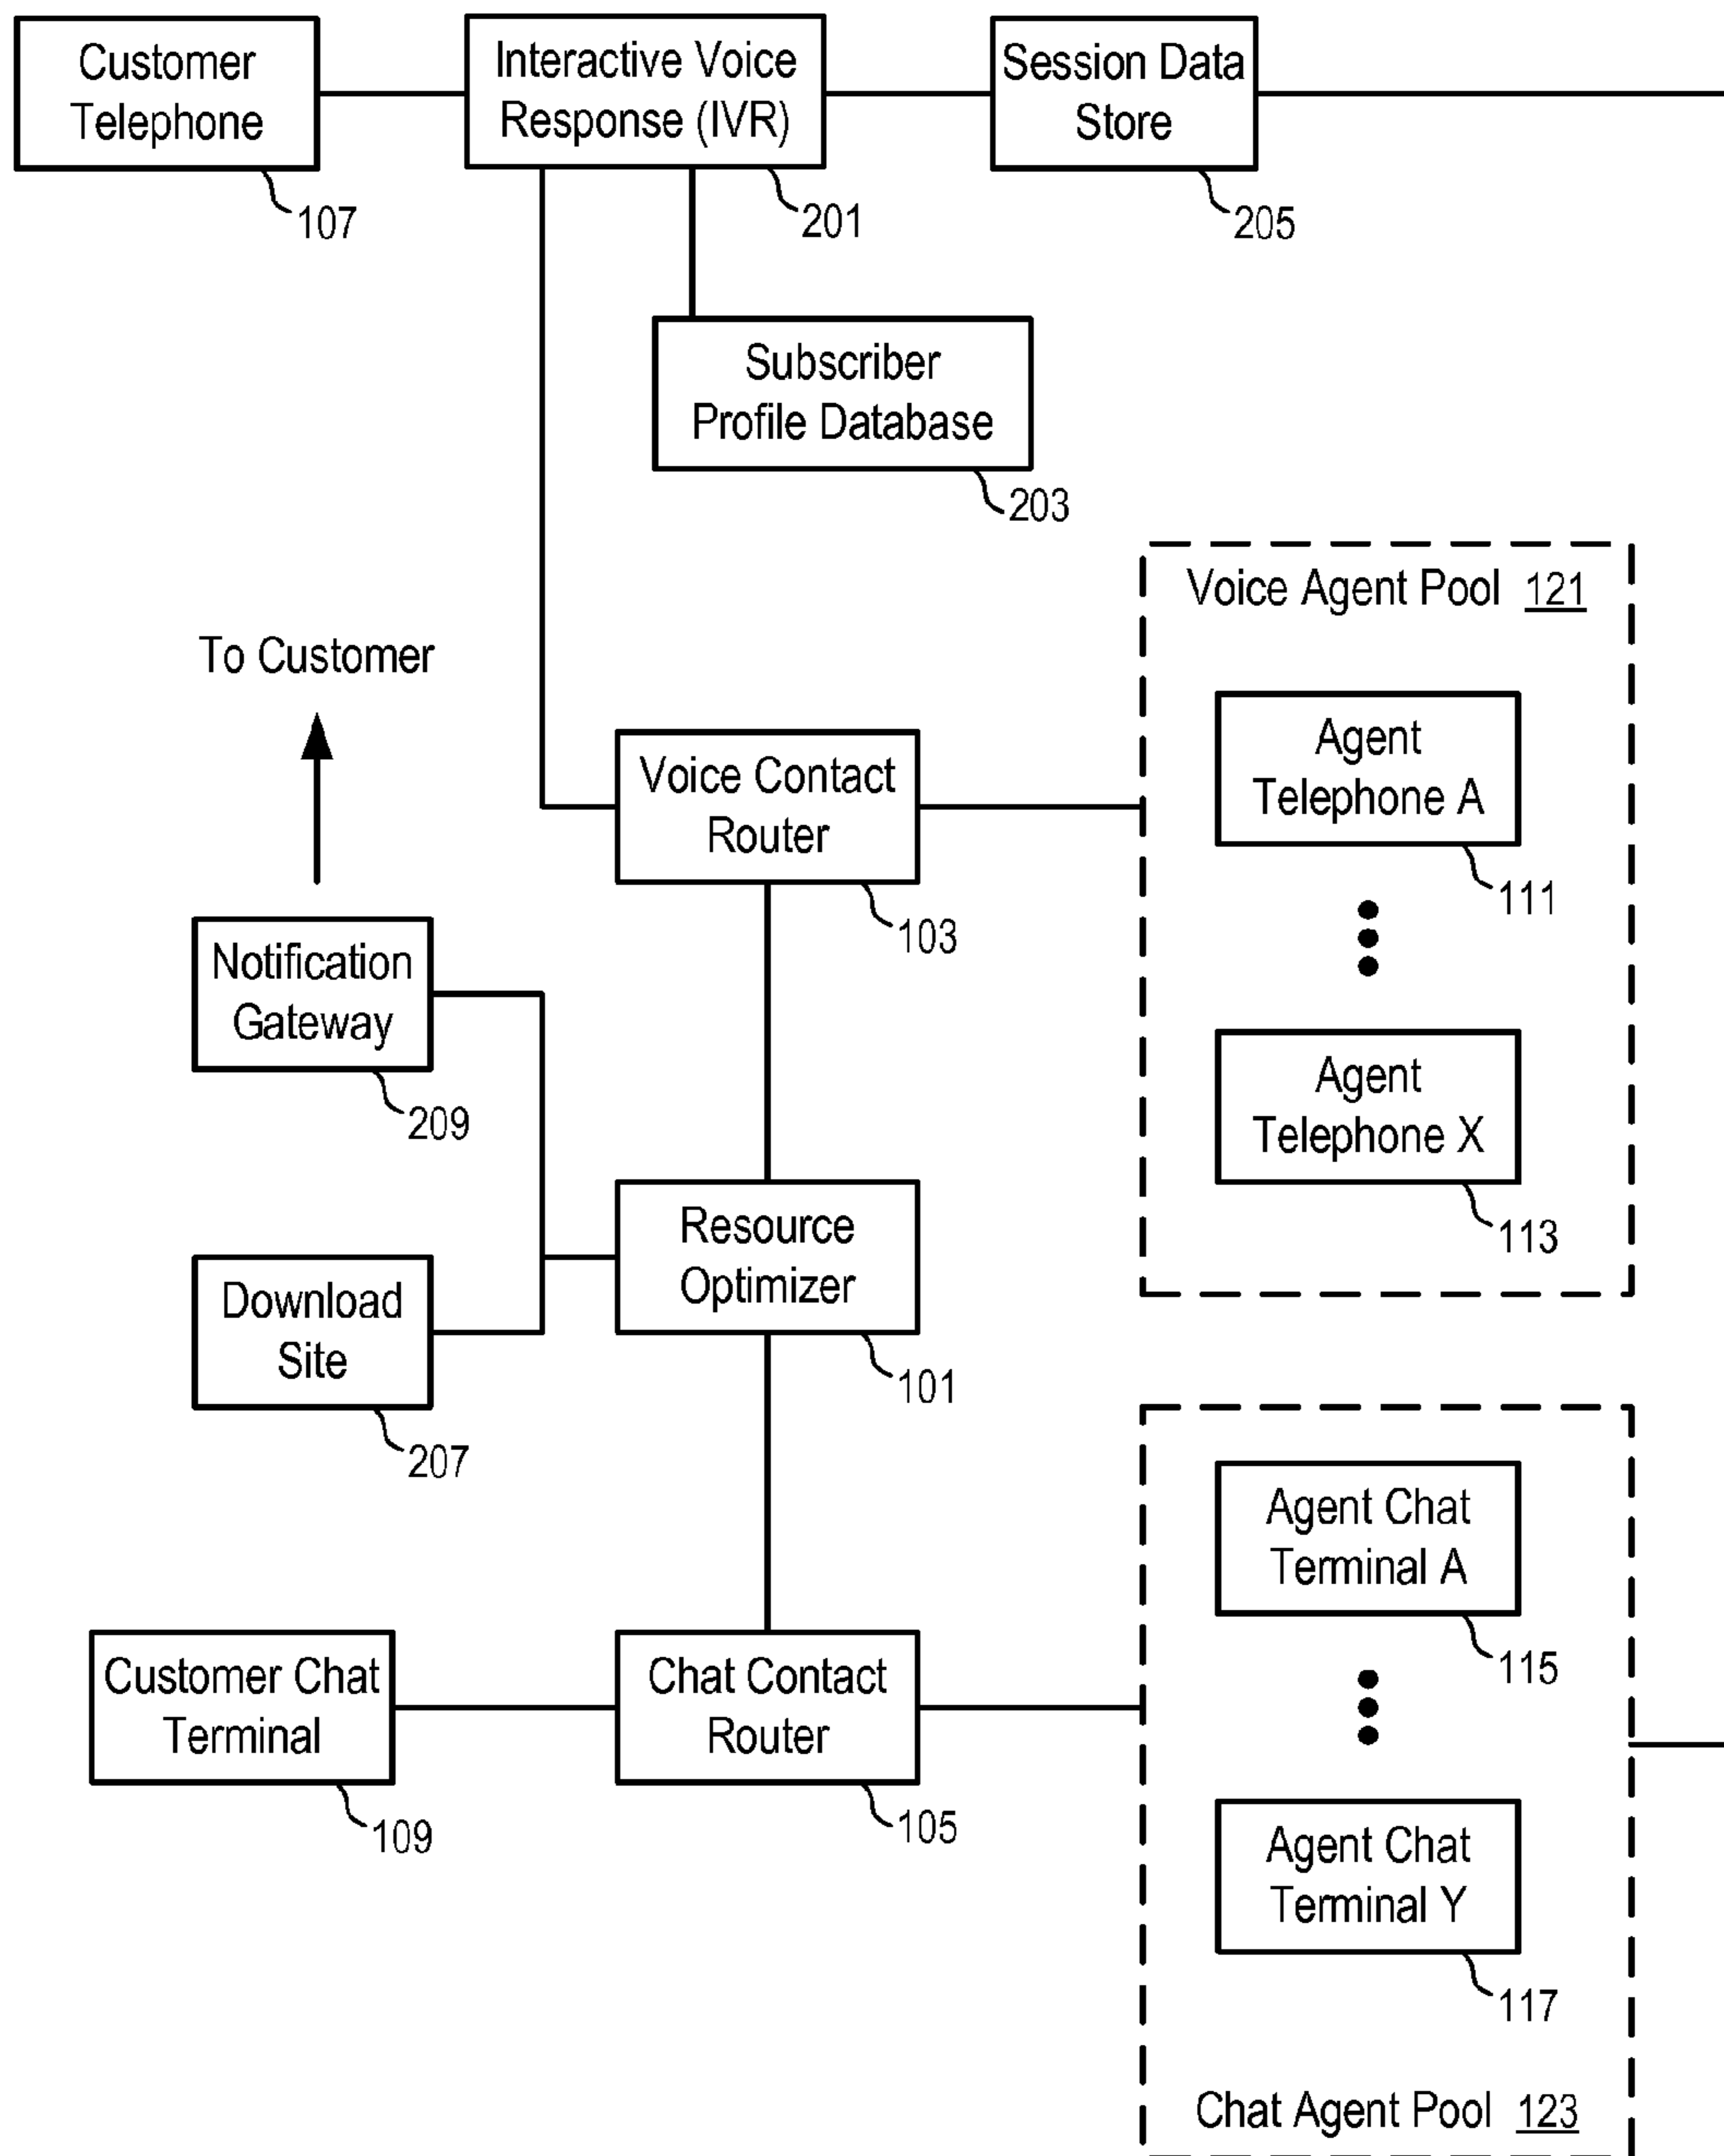 Customer
Telephone
107
Interactive Voice
Response (IVR)
201
Session Data
Store
205
Subscriber
Profile Database
203
Voice Agent Pool 121
To Customer
Agent
Telephone A
111
Voice Contact
Router
103
Notification
Gateway
209
Agent
Telephone X
113
Resource
Optimizer
101
Download
Site
207
Agent Chat
Terminal A
115
Customer Chat
Terminal
109
Chat Contact
Router
105
Agent Chat
Terminal Y
117
Chat Agent Pool 123